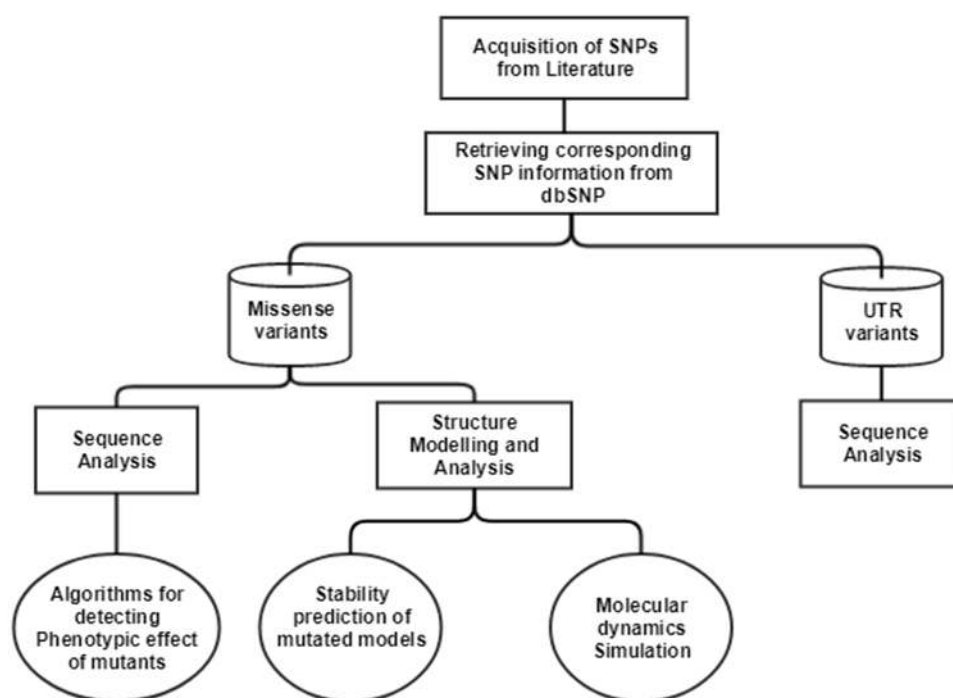 Acquisition of SNPs
from Literature
Retrieving corresponding
SNP information from
dbSNP
Missense
variants
UTR
variants
Sequence
Analysis
Structure
Modelling and
Analysis
Sequence
Analysis
Algorithms for
detecting
Phenotypic effect
of mutants
Stability
prediction of
mutated models
Molecular
dynamics
Simulation